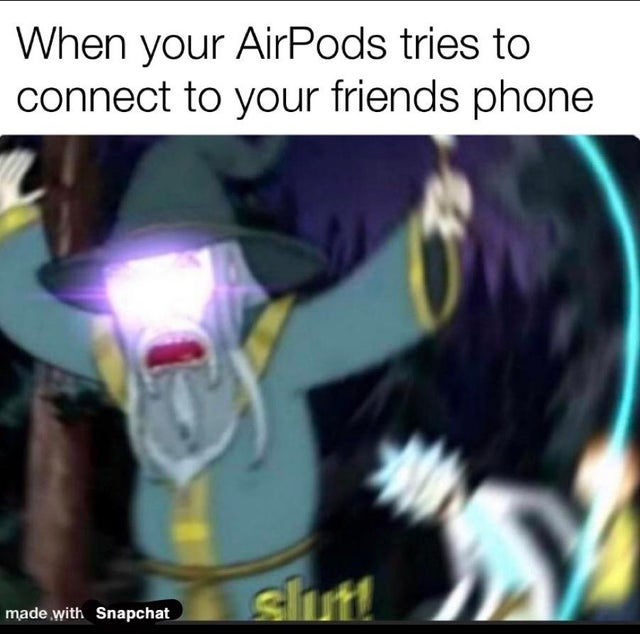 When your AirPods tries to
connect to your friends phone
slut!
made with Snapchat